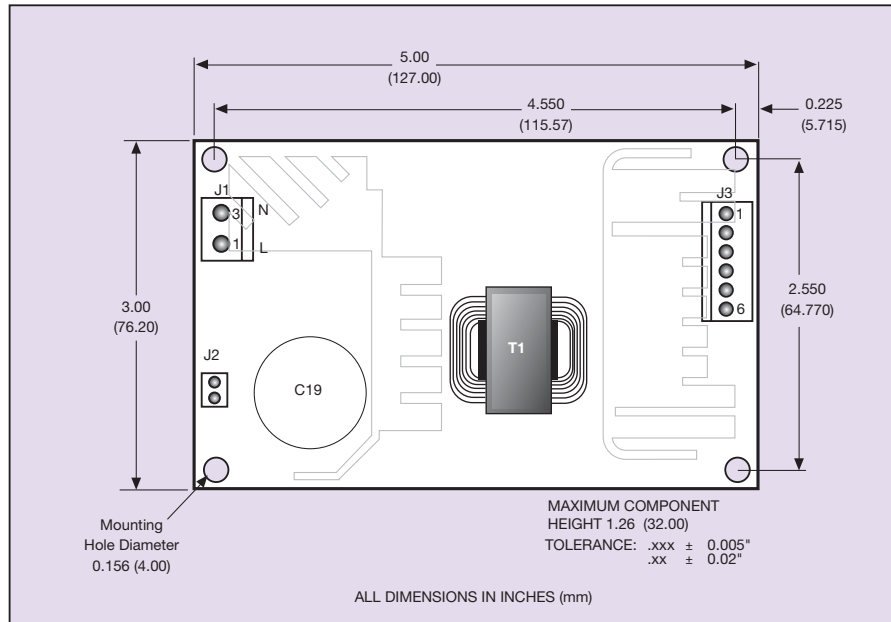 5.00
(127.00)
4.550
(115.57)
0.225
(5.715)
J1
3
N
1
L
J3
1
6
3.00
(76.20)
2.550
(64.770)
J2
C19
T1
Mounting
Hole Diameter
0.156 (4.00)
MAXIMUM COMPONENT
HEIGHT 1.26 (32.00)
TOLERANCE: .xxx ± 0.005"
.xx ± 0.02"
ALL DIMENSIONS IN INCHES (mm)